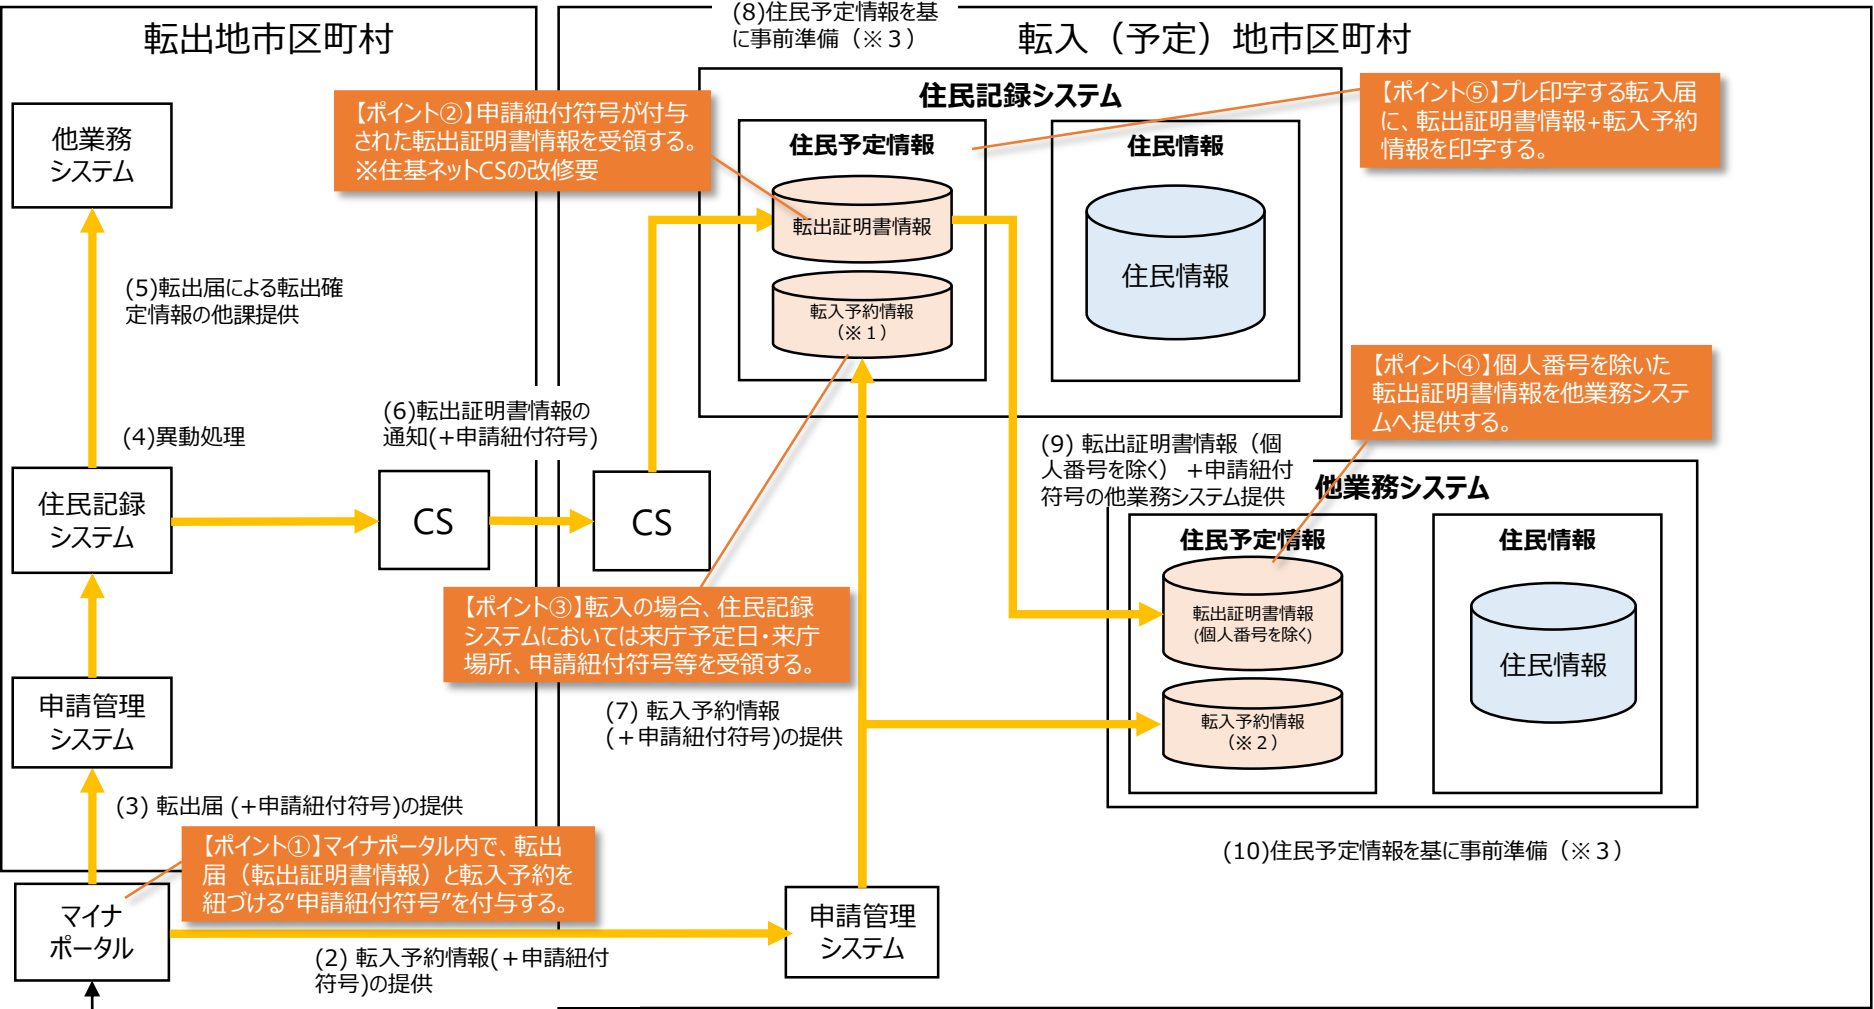 転出地市区町村
(8)住民予定情報を基
に事前準備（※３）
転入（予定）地市区町村
住民記録システム
【ポイント②】申請紐付符号が付与
された転出証明書情報を受領する。
※住基ネットCSの改修要
【ポイント⑤】プレ印字する転入届
に、転出証明書情報+転入予約
情報を印字する。
他業務
システム
住民予定情報
住民情報
転出証明書情報
住民情報
転入予約情報
（※１）
(5)転出届による転出確
定情報の他課提供
【ポイント④】個人番号を除いた
転出証明書情報を他業務システ
ムへ提供する。
(4)異動処理
(6)転出証明書情報の
通知(+申請紐付符号)
(9) 転出証明書情報（個
人番号を除く） +申請紐付
符号の他業務システム提供
他業務システム
住民記録
システム
CS
CS
住民予定情報
住民情報
【ポイント③】転入の場合、住民記録
システムにおいては来庁予定日・来庁
場所、申請紐付符号等を受領する。
転出証明書情報
(個人番号を除く)
住民情報
申請管理
システム
(7) 転入予約情報
(＋申請紐付符号)の提供
転入予約情報
（※２）
(3) 転出届 (+申請紐付符号)の提供
【ポイント①】マイナポータル内で、転出
届（転出証明書情報）と転入予約を
紐づける“申請紐付符号”を付与する。
(10)住民予定情報を基に事前準備（※３）
マイナ
ポータル
申請管理
システム
(2) 転入予約情報(＋申請紐付
符号)の提供